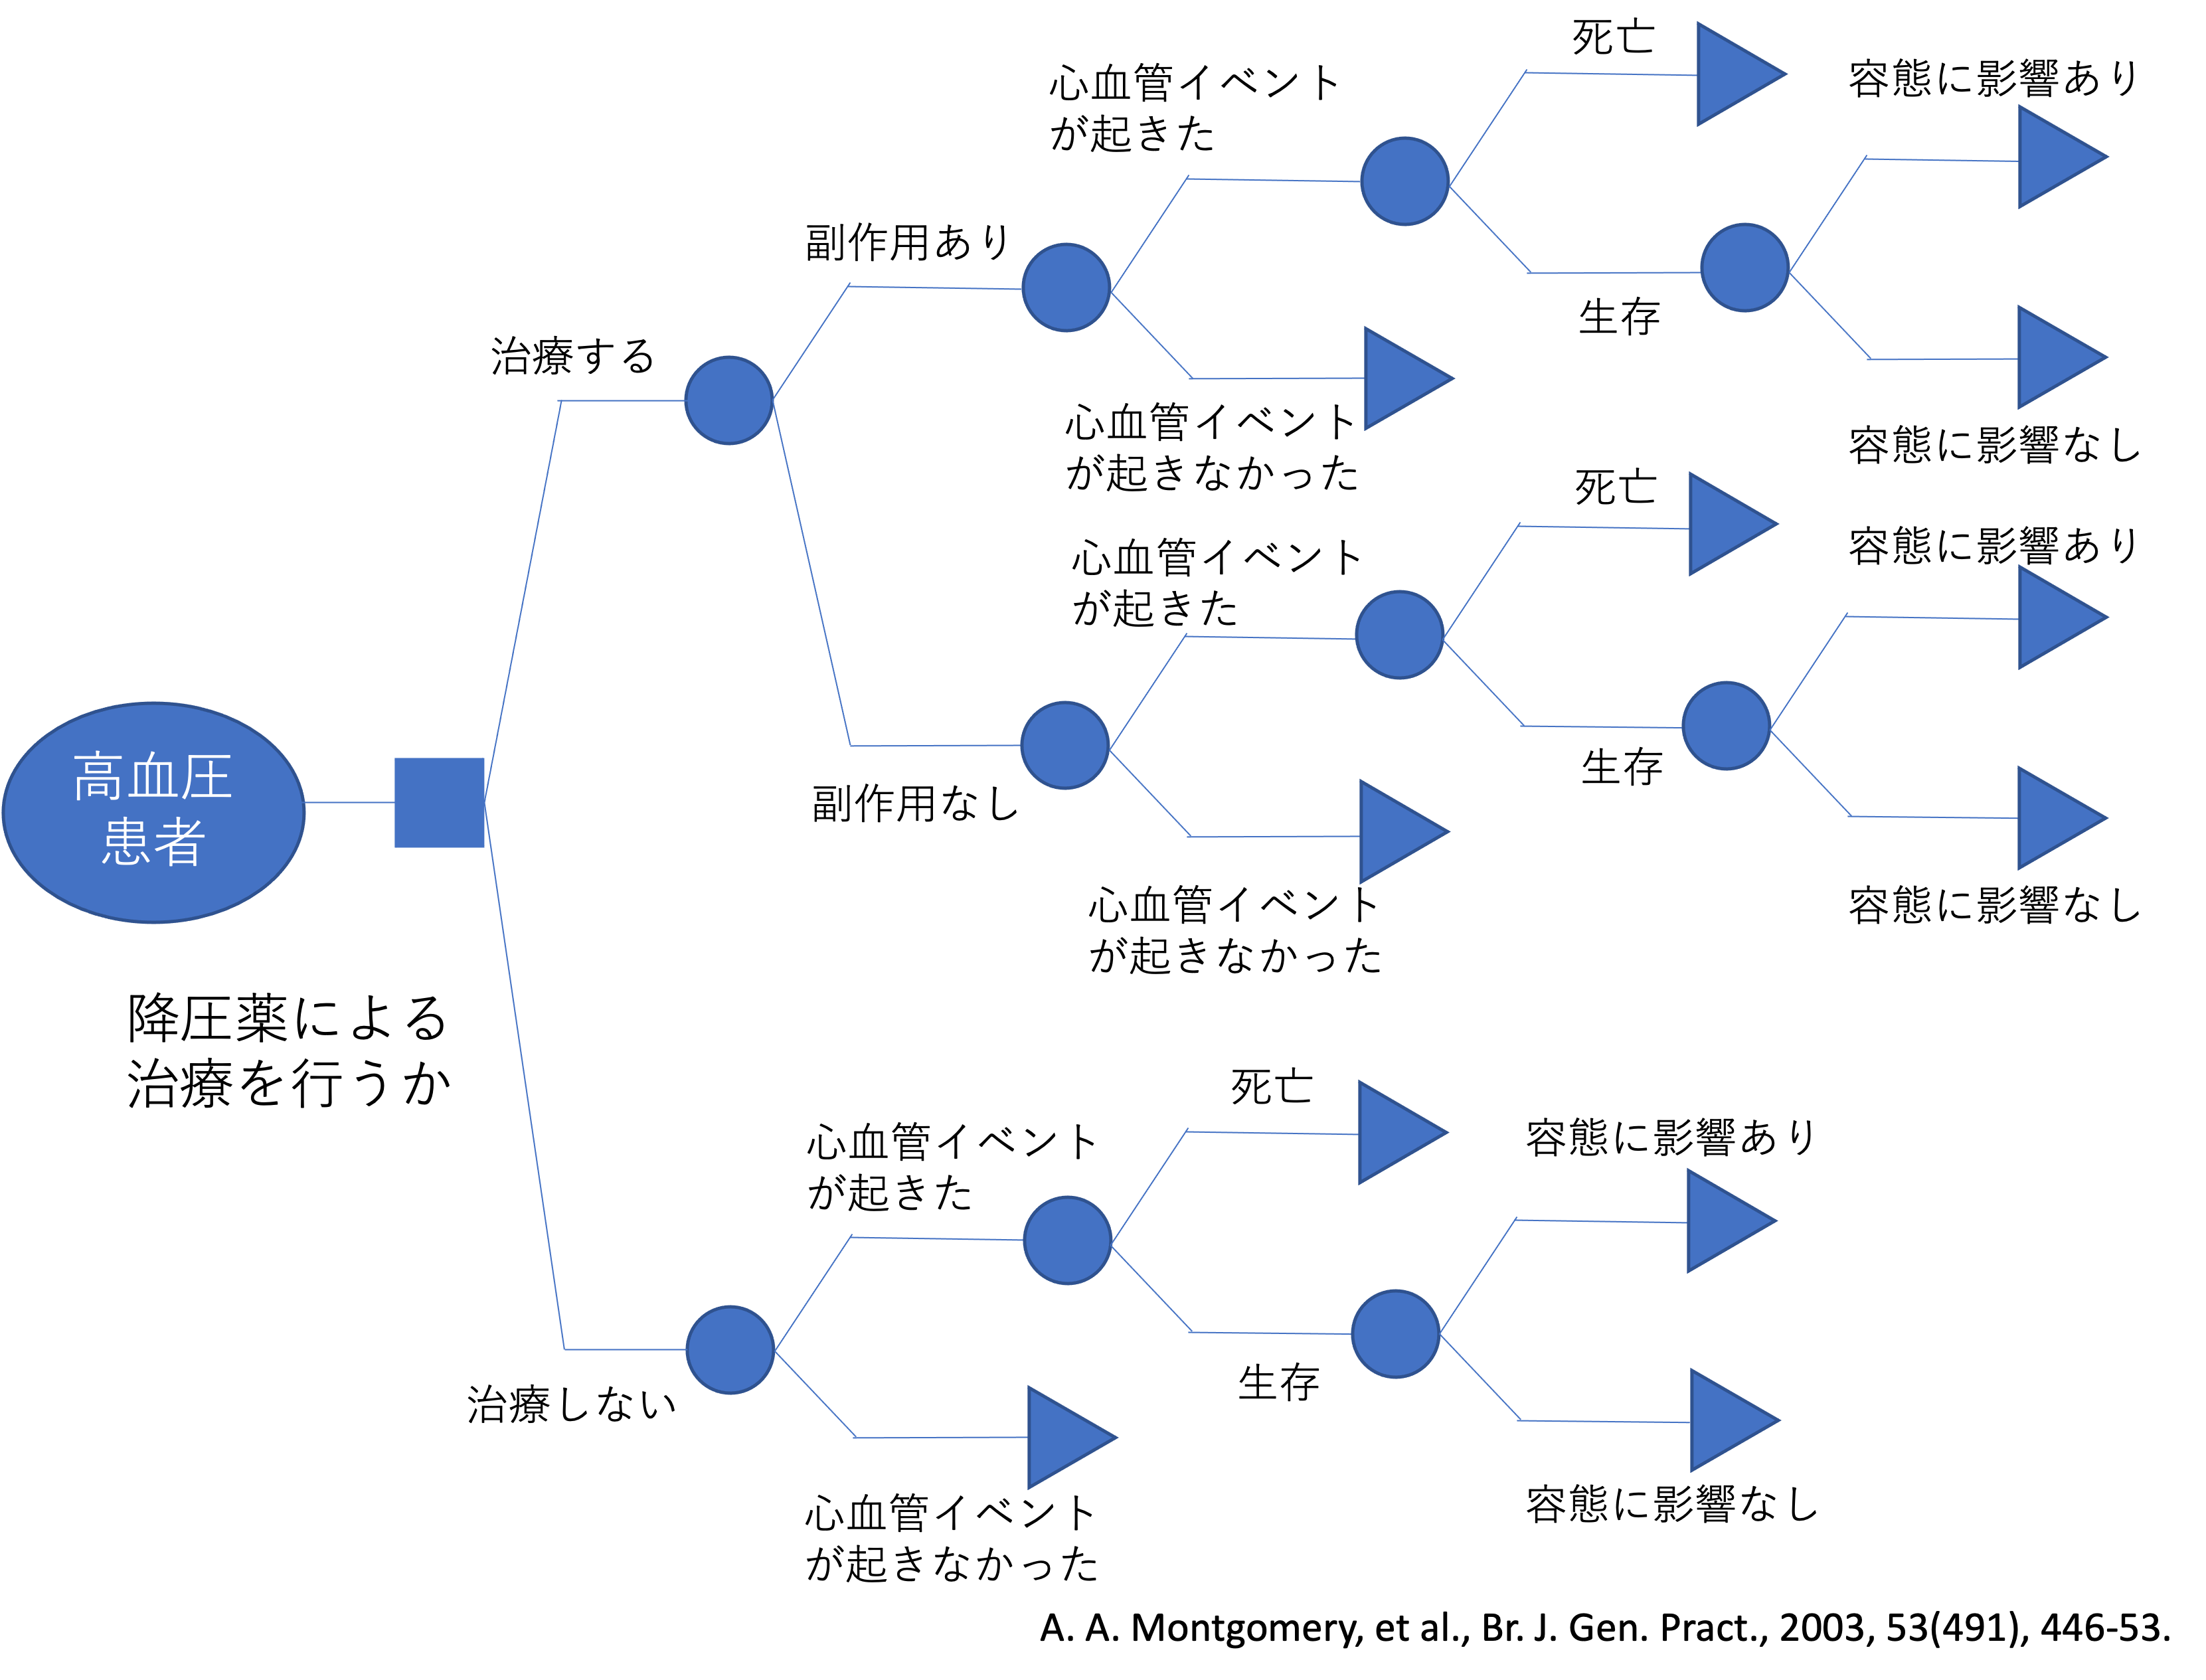 死亡
容態に影響あり
心血管イベント
が起きた
副作用あり
生存
治療する
心血管イベント
が起きなかった
容態に影響なし
死亡
容態に影響あり
心血管イベント
が起きた
生存
副作用なし
高血圧
患者
心血管イベント
が起きなかった
容態に影響なし
降圧薬による
治療を行うか
死亡
容態に影響あり
心血管イベント
が起きた
生存
治療しない
心血管イベント
が起きなかった
容態に影響なし
A. A. Montgomery, et al., Br. J. Gen. Pract., 2003, 53(491), 446-53.